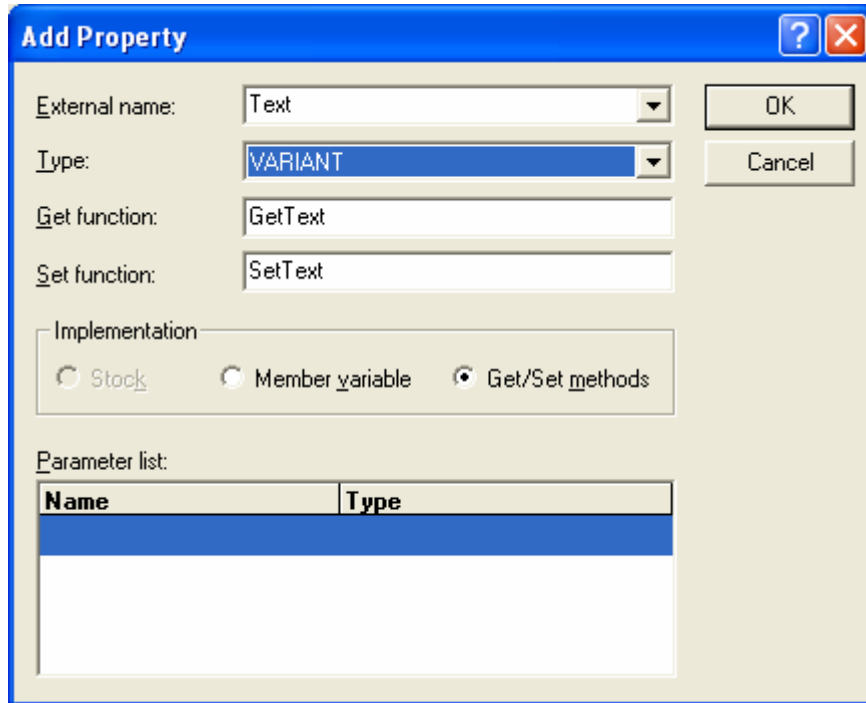 Add Property
External name: Text OK
Type: VARIANT Cancel
Get function: GetText
Set function: SetText
Implementation
Stock Member variable Get/Set methods
Parameter list:
Name Type